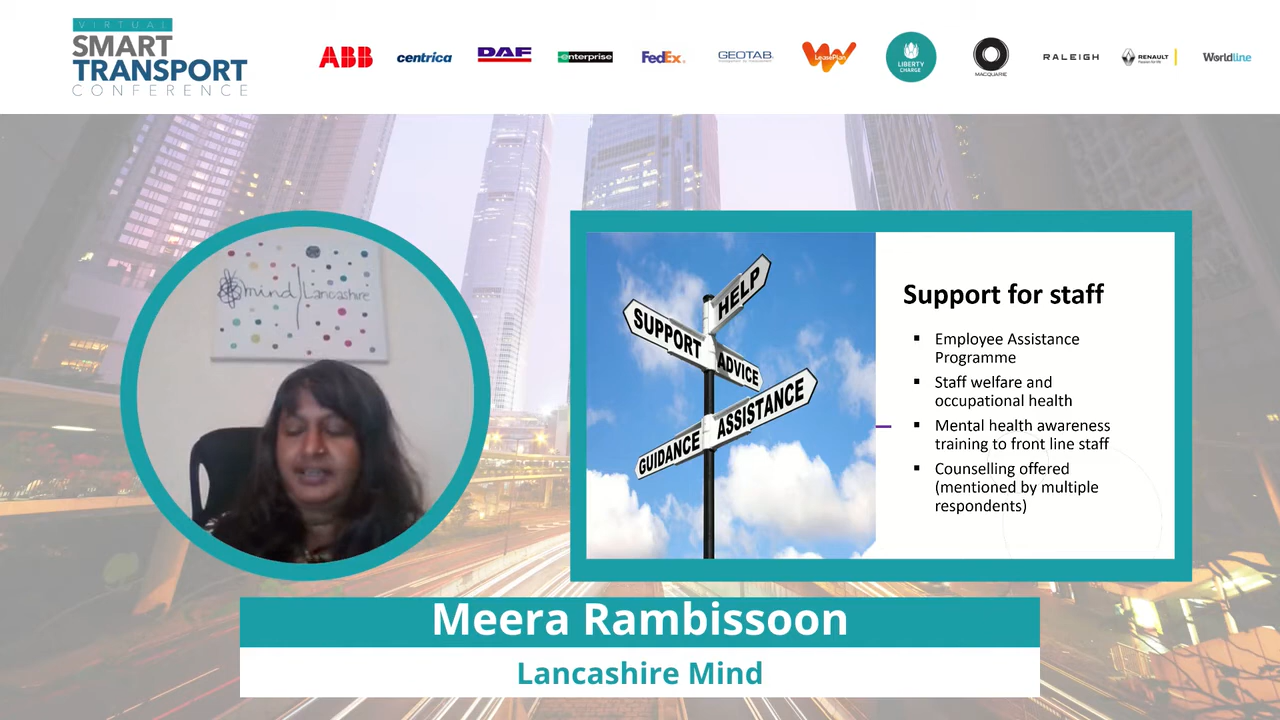 VIRTUAL
SMART
TRANSPORT
CONFERENCE
ABB
centrica
DAF
enterprise
FedEx.
GEOTAB
LeasePlan
LIBERTY
CHARGE
MACQUARIE
RALEIGH
RENAULT
Worldline
mind Lancashire
HELP
SUPPORT
ADVICE
ASSISTANCE
GUIDANCE
Support for staff
▪ Employee Assistance
Programme
▪ Staff welfare and
occupational health
▪ Mental health awareness
training to front line staff
▪ Counselling offered
(mentioned by multiple
respondents)
Meera Rambissoon
Lancashire Mind